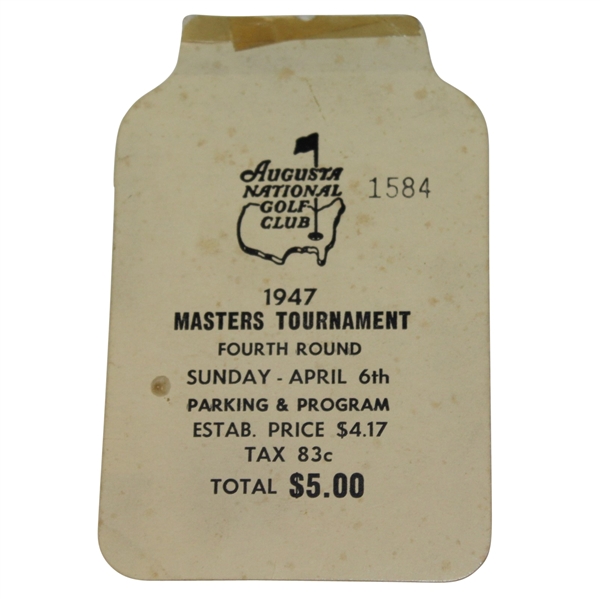 AUGUSTA
NATIONAL
GOLF
CLUB
1584
1947
MASTERS TOURNAMENT
FOURTH ROUND
SUNDAY - APRIL 6th
PARKING & PROGRAM
ESTAB. PRICE $4.17
TAX 83c
TOTAL $5.00